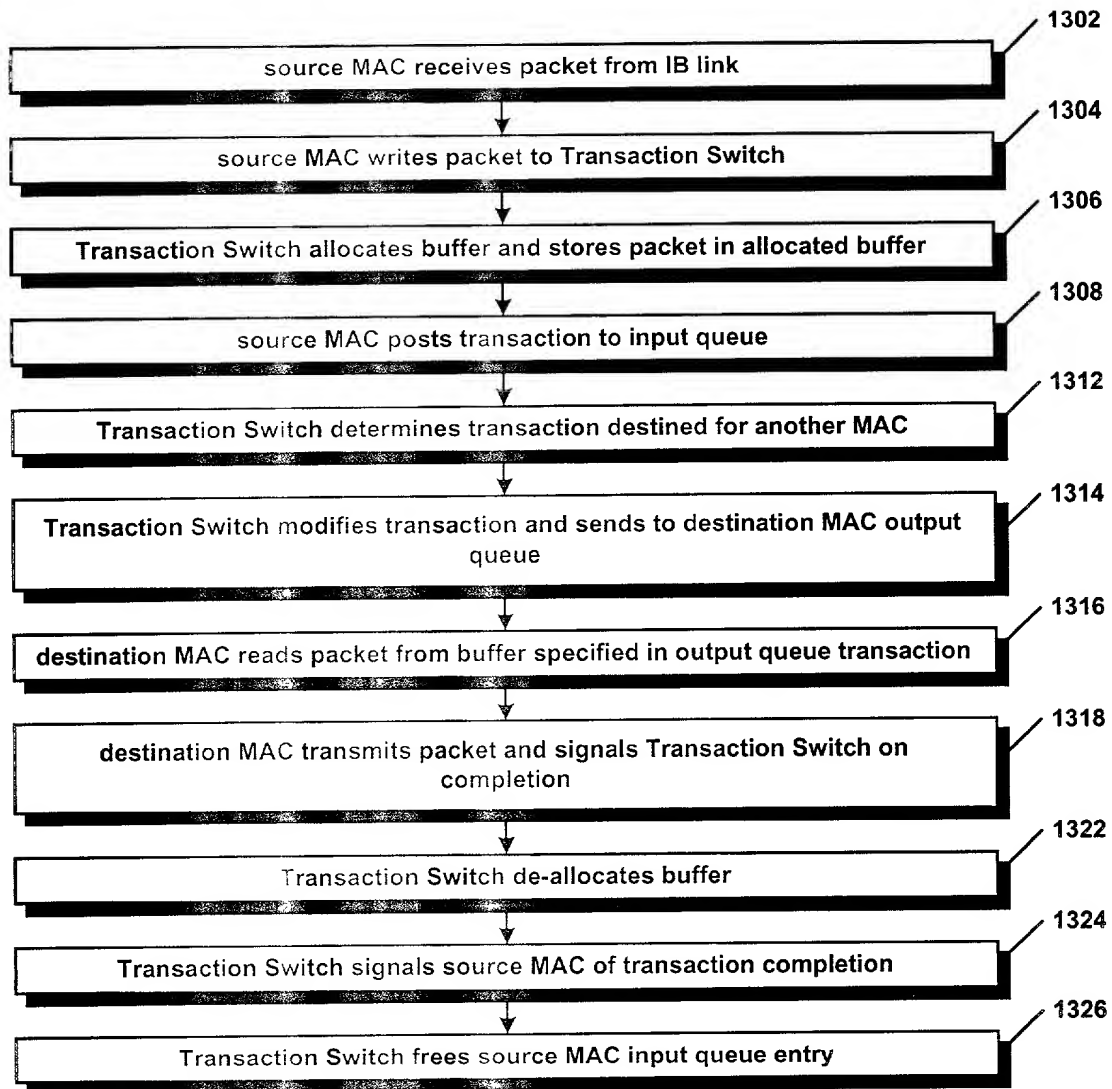 1302
source MAC receives packet from IB link
1304
source MAC writes packet to Transaction Switch
1306
Transaction Switch allocates buffer and stores packet in allocated buffer
1308
source MAC posts transaction to input queue
1312
Transaction Switch determines transaction destined for another MAC
1314
Transaction Switch modifies transaction and sends to destination MAC output
queue
1316
destination MAC reads packet from buffer specified in output queue transaction
1318
destination MAC transmits packet and signals Transaction Switch on
completion
1322
Transaction Switch de-allocates buffer
1324
Transaction Switch signals source MAC of transaction completion
1326
Transaction Switch frees source MAC input queue entry